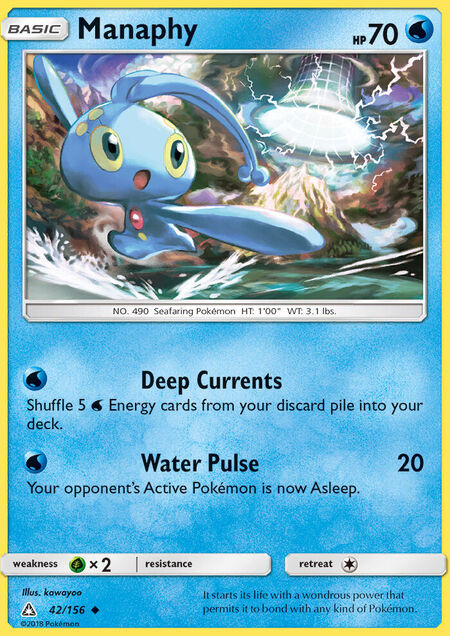 BASIC Manaphy HP 70
NO. 490 Seafaring Pokémon HT: 1'00" WT: 3.1 lbs.
Deep Currents
Shuffle 5 Energy cards from your discard pile into your
deck.
Water Pulse 20
Your opponent's Active Pokémon is now Asleep.
weakness ×2 resistance retreat
Illus. kawayoo
It starts its life with a wondrous power that
permits it to bond with any kind of Pokémon.
42/156
©2018 Pokémon